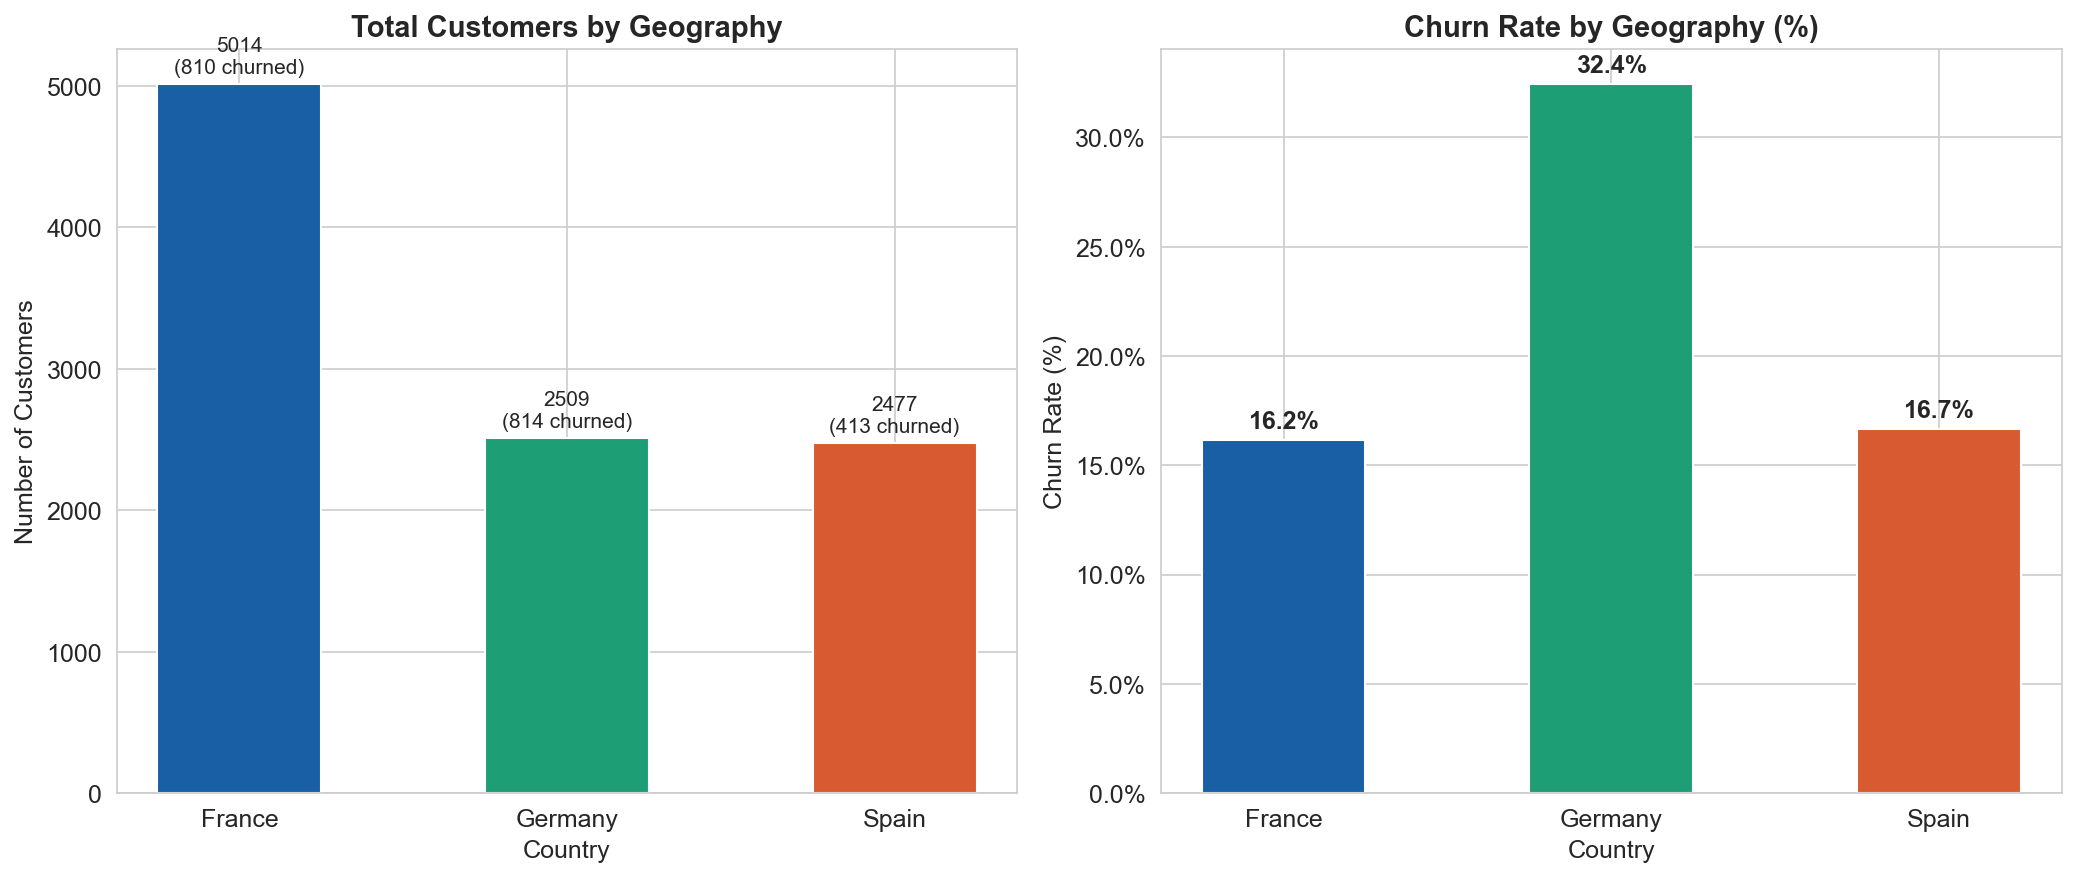 Total Customers by Geography
Number of Customers
5000
4000
3000
2000
1000
0
5014
(810 churned)
2509
(814 churned)
2477
(413 churned)
France
Germany
Spain
Country
Churn Rate by Geography (%)
Churn Rate (%)
30.0%
25.0%
20.0%
15.0%
10.0%
5.0%
0.0%
16.2%
32.4%
16.7%
France
Germany
Spain
Country